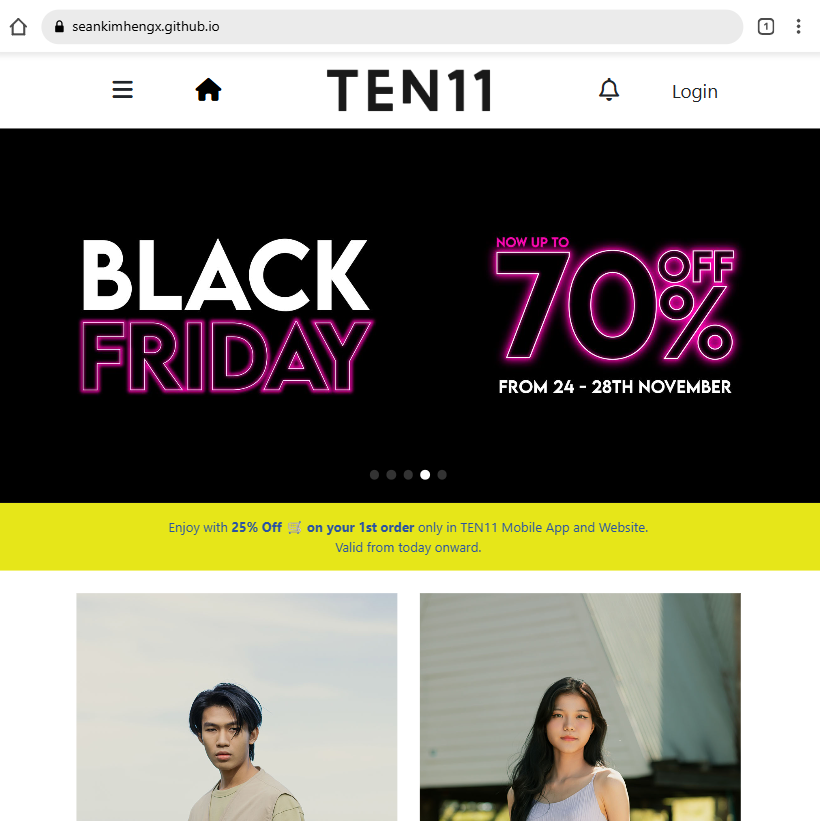 seankimhengx.github.io
1
TEN11
Login
BLACK
FRIDAY
NOW UP TO
70% OFF
FROM 24 - 28TH NOVEMBER
Enjoy with 25% Off 🛒 on your 1st order only in TEN11 Mobile App and Website.
Valid from today onward.